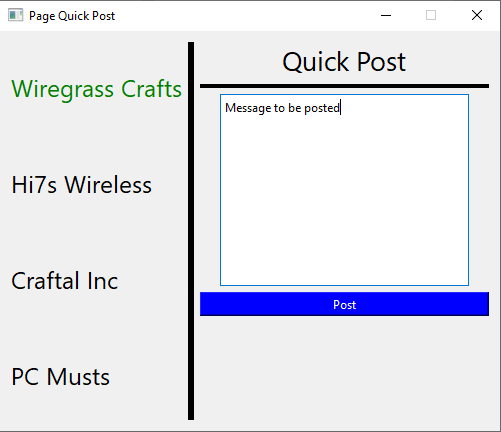 Page Quick Post
Wiregrass Crafts
Hi7s Wireless
Craftal Inc
PC Musts
Quick Post
Message to be posted
Post